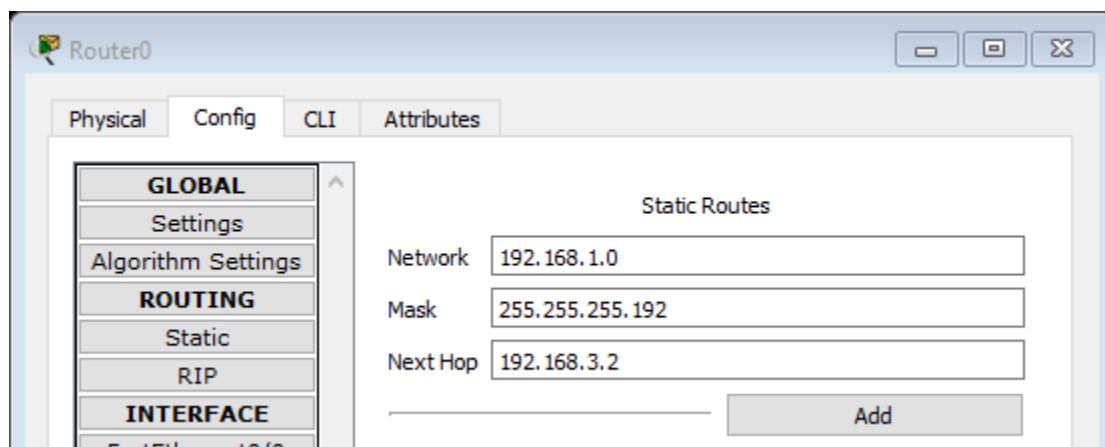 Router0
Physical Config CLI Attributes
GLOBAL
Settings
Algorithm Settings
ROUTING
Static
RIP
INTERFACE
Static Routes
Network 192.168.1.0
Mask 255.255.255.192
Next Hop 192.168.3.2
Add